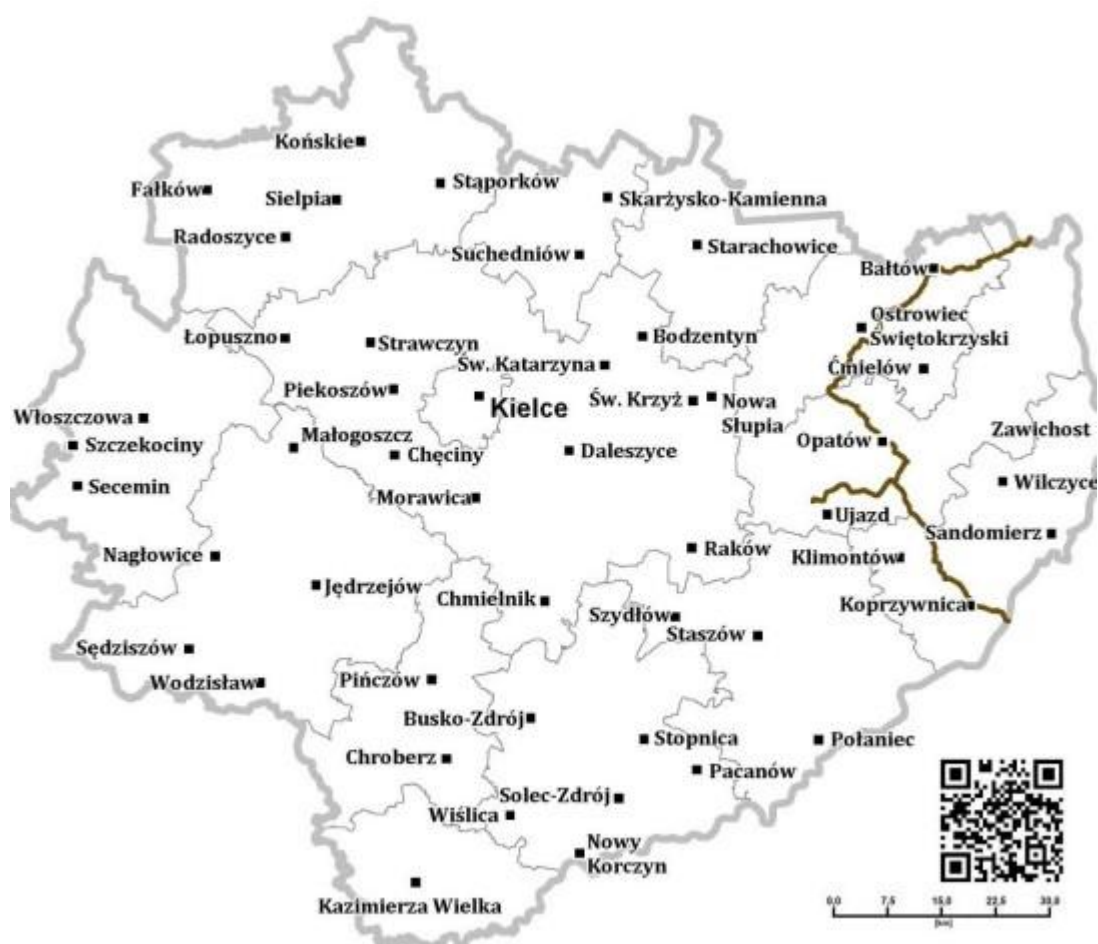 Końskie
Fałków
Sielpia
Stąporków
Skarżysko-Kamienna
Radoszyce
Suchedniów
Starachowice
Bałtów
Ostrowiec
Świętokrzyski
Łopuszno
Strawczyn
Bodzentyn
Św. Katarzyna
Ćmielów
Piekoszów
Kielce
Św. Krzyż
Nowa
Słupia
Włoszczowa
Szczekociny
Małogoszcz
Chęciny
Daleszyce
Opatów
Zawichost
Secemin
Morawica
Wilczyce
Ujazd
Sandomierz
Nagłowice
Raków
Klimontów
Jędrzejów
Chmielnik
Szydłów
Staszów
Koprzywnica
Sędziszów
Wodzisław
Pińczów
Busko-Zdrój
Stopnica
Połaniec
Chroberz
Pacanów
Solec-Zdrój
Wiślica
Nowy
Korczyn
Kazimierza Wielka
0,0 7,5 15,0 22,5 30,0
[km]